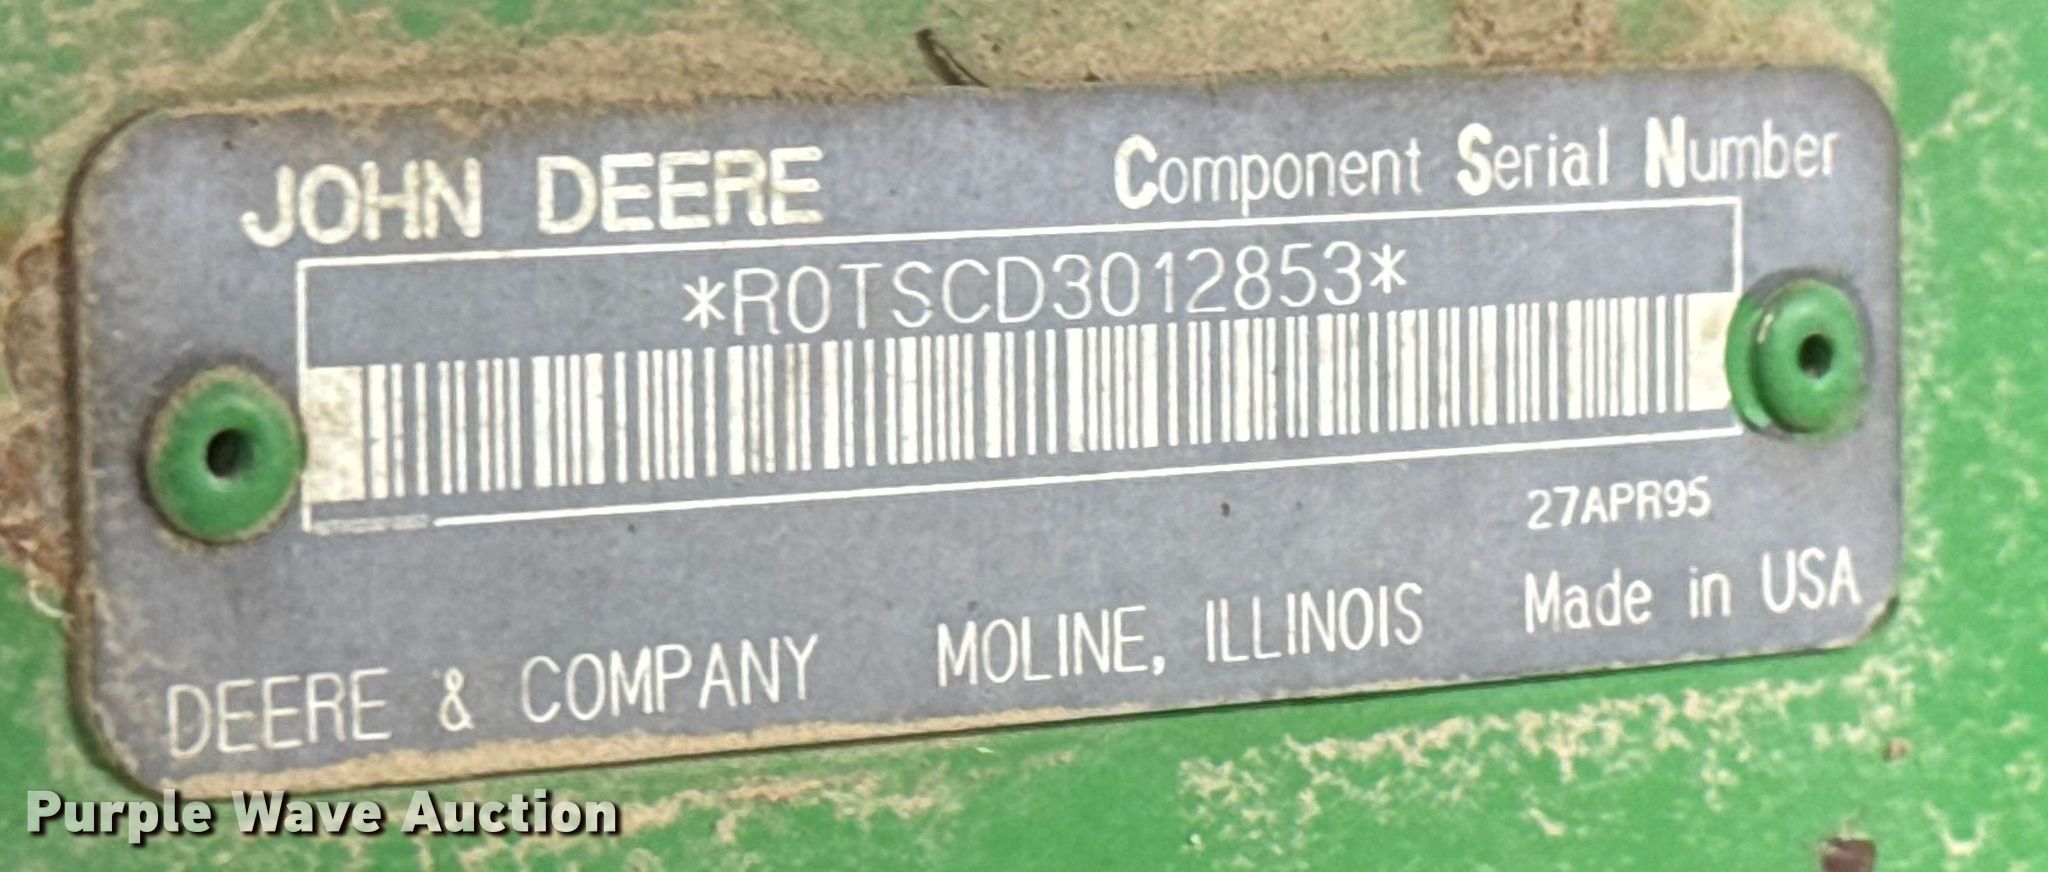 JOHN DEERE Component Serial Number
*R0TSCD3012853*
27APR95
DEERE & COMPANY MOLINE, ILLINOIS Made in USA
Purple Wave Auction